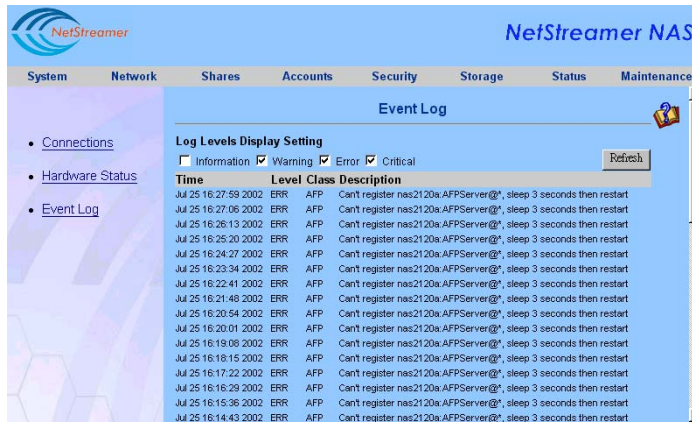 NetStreamer
NetStreamer NAS
System Network Shares Accounts Security Storage Status Maintenance
Event Log
Connections
Hardware Status
Event Log
Log Levels Display Setting
Information Warning Error Critical
Refresh
Time Level Class Description
Jul 25 16:27:59 2002 ERR AFP Can't register nas2120a:AFPServer@*, sleep 3 seconds then restart
Jul 25 16:27:06 2002 ERR AFP Can't register nas2120a:AFPServer@*, sleep 3 seconds then restart
Jul 25 16:26:13 2002 ERR AFP Can't register nas2120a:AFPServer@*, sleep 3 seconds then restart
Jul 25 16:25:20 2002 ERR AFP Can't register nas2120a:AFPServer@*, sleep 3 seconds then restart
Jul 25 16:24:27 2002 ERR AFP Can't register nas2120a:AFPServer@*, sleep 3 seconds then restart
Jul 25 16:23:34 2002 ERR AFP Can't register nas2120a:AFPServer@*, sleep 3 seconds then restart
Jul 25 16:22:41 2002 ERR AFP Can't register nas2120a:AFPServer@*, sleep 3 seconds then restart
Jul 25 16:21:48 2002 ERR AFP Can't register nas2120a:AFPServer@*, sleep 3 seconds then restart
Jul 25 16:20:54 2002 ERR AFP Can't register nas2120a:AFPServer@*, sleep 3 seconds then restart
Jul 25 16:20:01 2002 ERR AFP Can't register nas2120a:AFPServer@*, sleep 3 seconds then restart
Jul 25 16:19:08 2002 ERR AFP Can't register nas2120a:AFPServer@*, sleep 3 seconds then restart
Jul 25 16:18:15 2002 ERR AFP Can't register nas2120a:AFPServer@*, sleep 3 seconds then restart
Jul 25 16:17:22 2002 ERR AFP Can't register nas2120a:AFPServer@*, sleep 3 seconds then restart
Jul 25 16:16:29 2002 ERR AFP Can't register nas2120a:AFPServer@*, sleep 3 seconds then restart
Jul 25 16:15:36 2002 ERR AFP Can't register nas2120a:AFPServer@*, sleep 3 seconds then restart
Jul 25 16:14:43 2002 ERR AFP Can't register nas2120a:AFPServer@*, sleep 3 seconds then restart